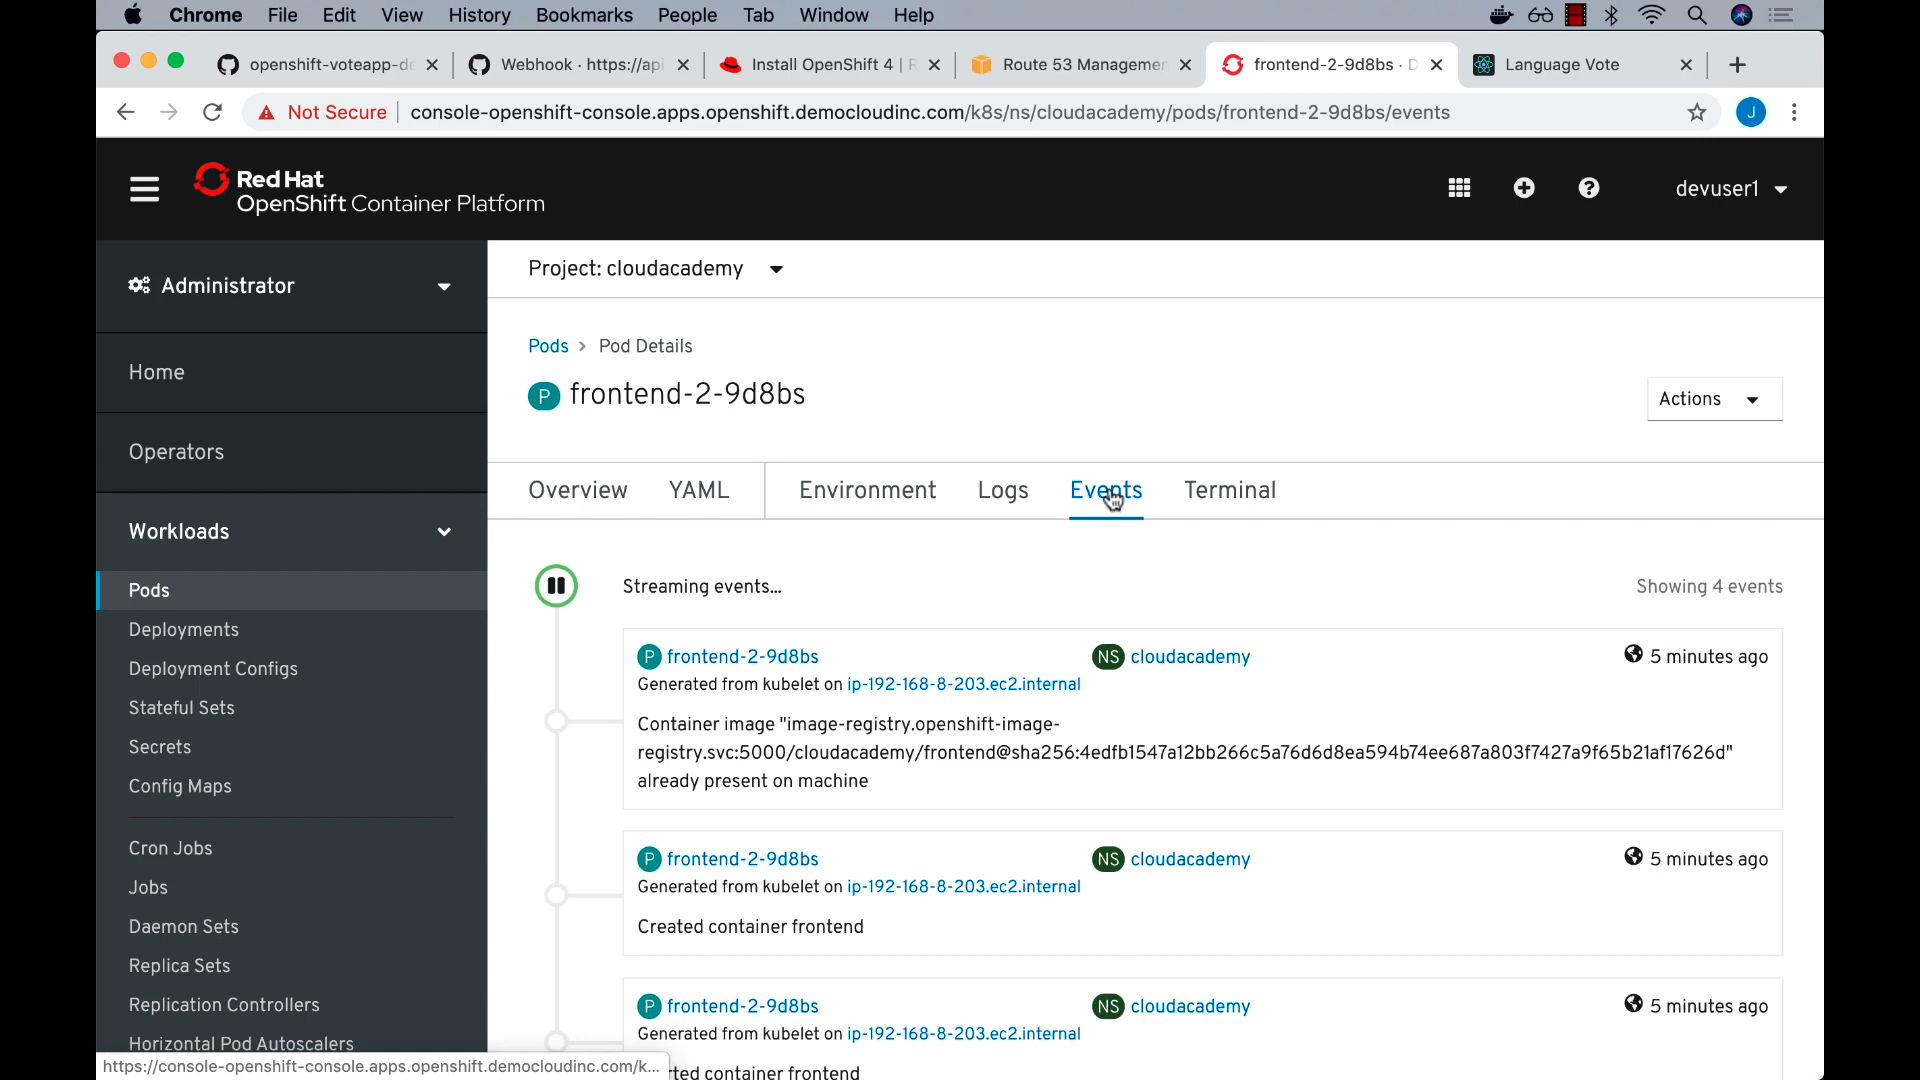 Chrome File Edit View History Bookmarks People Tab Window Help
openshift-voteapp-de Webhook · https://api Install OpenShift 4 | R Route 53 Managemen frontend-2-9d8bs · D Language Vote
Not Secure console-openshift-console.apps.openshift.democloudinc.com/k8s/ns/cloudacademy/pods/frontend-2-9d8bs/events J
Red Hat
OpenShift Container Platform
devuser1
Administrator
Home
Operators
Workloads
Pods
Deployments
Deployment Configs
Stateful Sets
Secrets
Config Maps
Cron Jobs
Jobs
Daemon Sets
Replica Sets
Replication Controllers
Horizontal Pod Autoscalers
Project: cloudacademy
Pods Pod Details
P frontend-2-9d8bs
Actions
Overview YAML Environment Logs Events Terminal
Streaming events... Showing 4 events
P frontend-2-9d8bs NS cloudacademy 5 minutes ago
Generated from kubelet on ip-192-168-8-203.ec2.internal
Container image "image-registry.openshift-image-
registry.svc:5000/cloudacademy/frontend@sha256:4edfb1547a12bb266c5a76d6d8ea594b74ee687a803f7427a9f65b21af17626d"
already present on machine
P frontend-2-9d8bs NS cloudacademy 5 minutes ago
Generated from kubelet on ip-192-168-8-203.ec2.internal
Created container frontend
P frontend-2-9d8bs NS cloudacademy 5 minutes ago
Generated from kubelet on ip-192-168-8-203.ec2.internal
rted container frontend
https://console-openshift-console.apps.openshift.democloudinc.com/k...